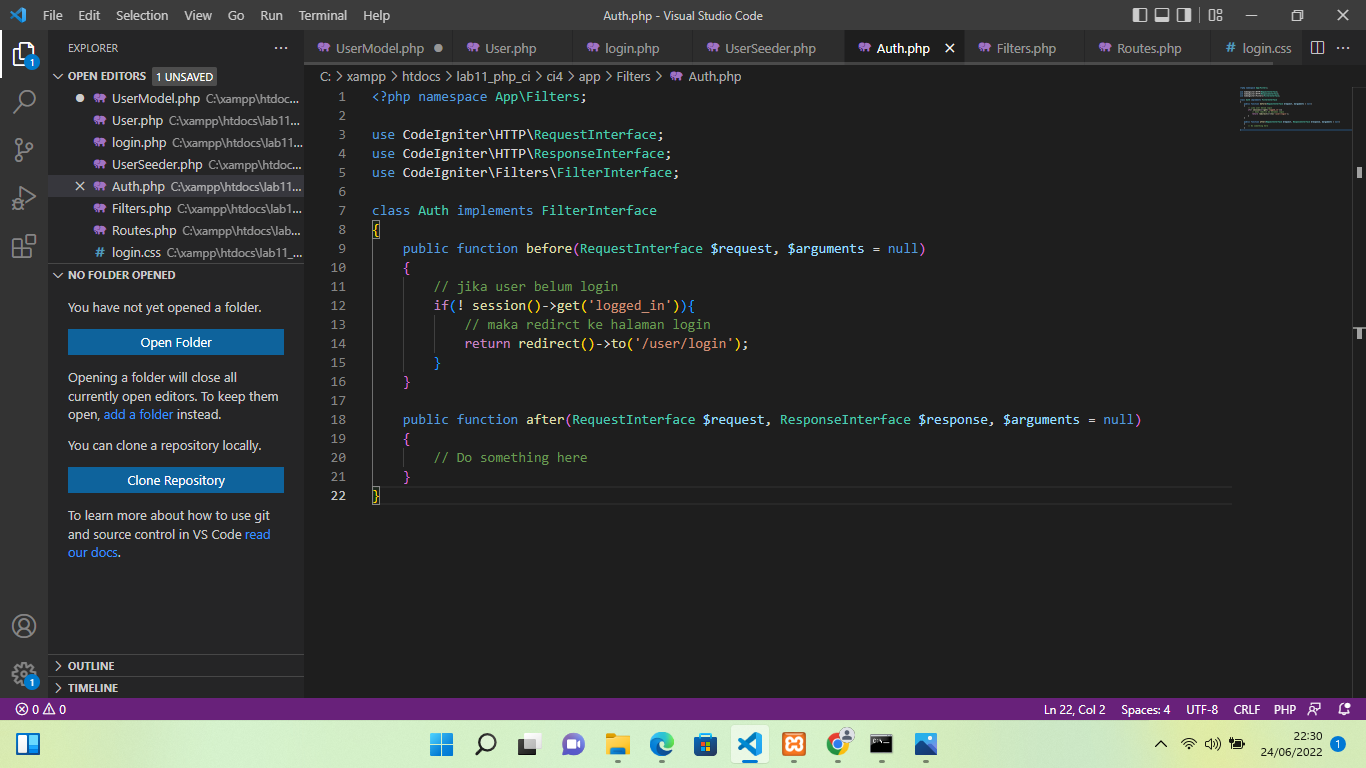 File Edit Selection View Go Run Terminal Help
Auth.php - Visual Studio Code
EXPLORER
OPEN EDITORS 1 UNSAVED
UserModel.php C:\xampp\htdoc...
User.php C:\xampp\htdocs\lab11...
login.php C:\xampp\htdocs\lab11...
UserSeeder.php C:\xampp\htdoc...
Auth.php C:\xampp\htdocs\lab11...
Filters.php C:\xampp\htdocs\lab1...
Routes.php C:\xampp\htdocs\lab...
login.css C:\xampp\htdocs\lab11_...
NO FOLDER OPENED
You have not yet opened a folder.
Open Folder
Opening a folder will close all
currently open editors. To keep them
open, add a folder instead.
You can clone a repository locally.
Clone Repository
To learn more about how to use git
and source control in VS Code read
our docs.
OUTLINE
TIMELINE
UserModel.php User.php login.php UserSeeder.php Auth.php Filters.php Routes.php login.css
C: > xampp > htdocs > lab11_php_ci > ci4 > app > Filters > Auth.php
1 <?php namespace App\Filters;
2
3 use CodeIgniter\HTTP\RequestInterface;
4 use CodeIgniter\HTTP\ResponseInterface;
5 use CodeIgniter\Filters\FilterInterface;
6
7 class Auth implements FilterInterface
8 {
9 public function before(RequestInterface $request, $arguments = null)
10 {
11 // jika user belum login
12 if(! session()->get('logged_in')){
13 // maka redirct ke halaman login
14 return redirect()->to('/user/login');
15 }
16 }
17
18 public function after(RequestInterface $request, ResponseInterface $response, $arguments = null)
19 {
20 // Do something here
21 }
22 }
0 0
Ln 22, Col 2 Spaces: 4 UTF-8 CRLF PHP
22:30
24/06/2022
1